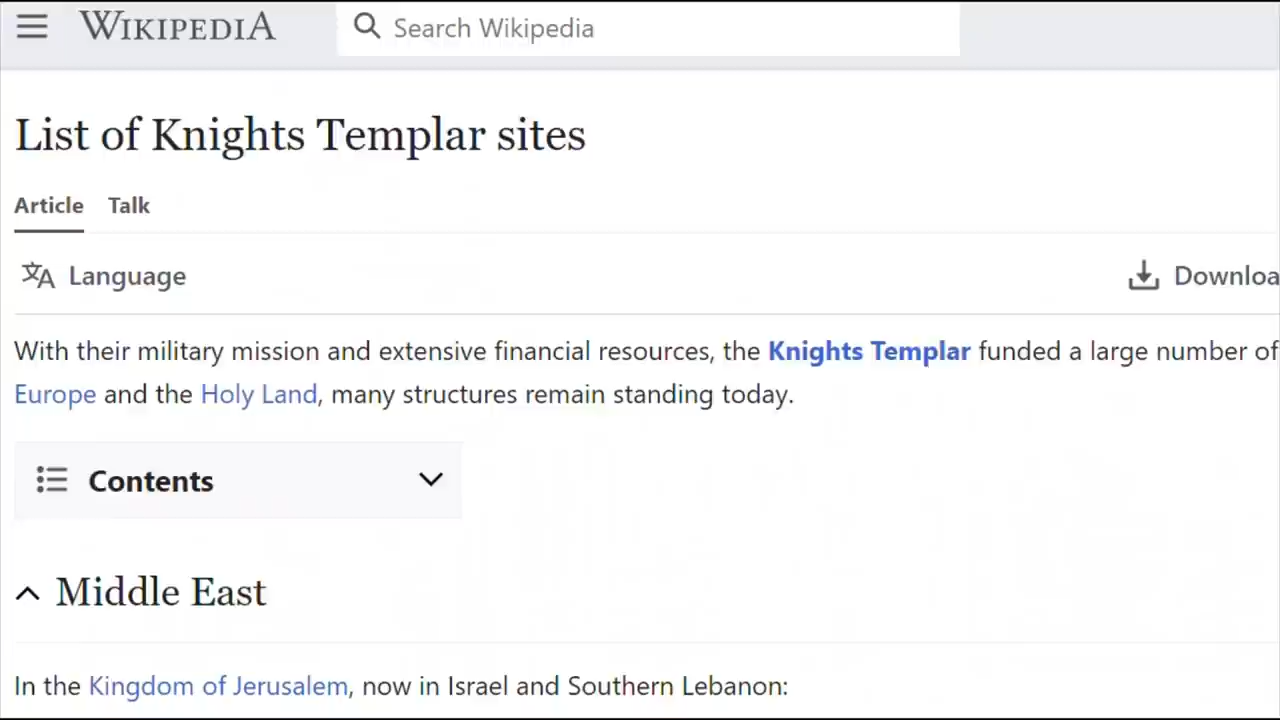 WIKIPEDIA
Search Wikipedia
List of Knights Templar sites
Article Talk
Language
Downloa
With their military mission and extensive financial resources, the Knights Templar funded a large number of
Europe and the Holy Land, many structures remain standing today.
Contents
Middle East
In the Kingdom of Jerusalem, now in Israel and Southern Lebanon: